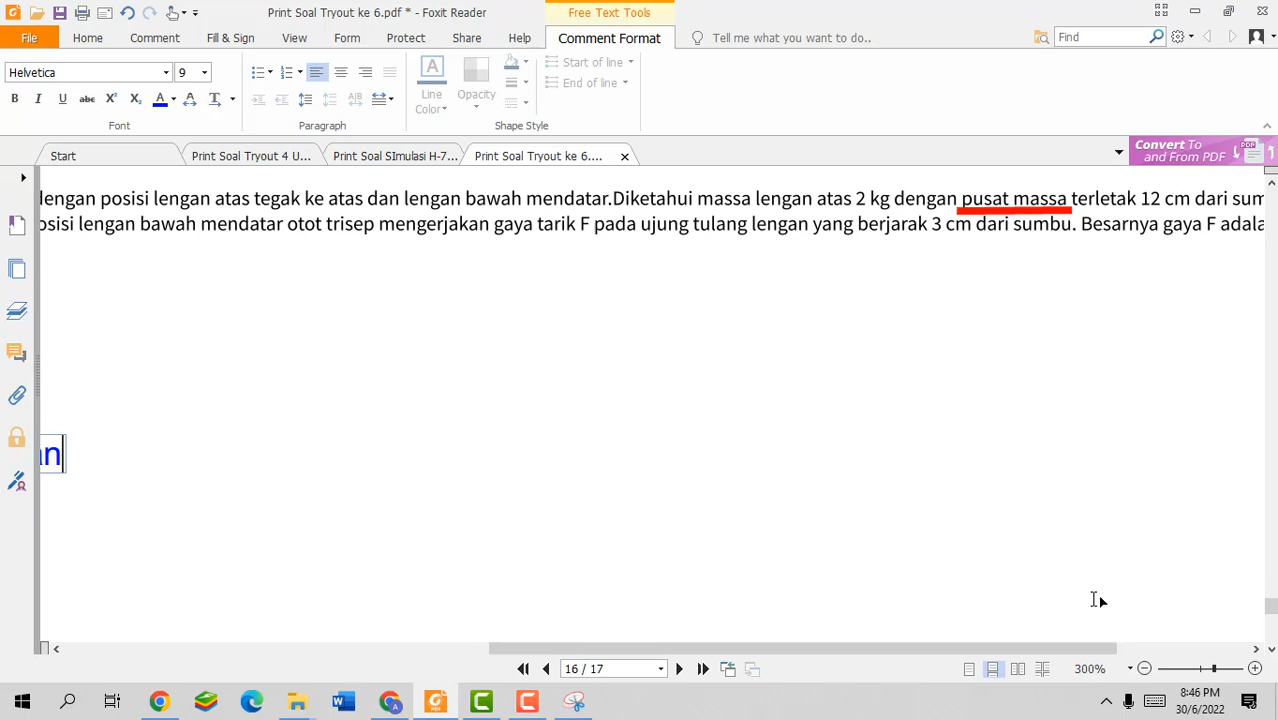 Print Soal Tryout ke 6.pdf * - Foxit Reader
Free Text Tools
File
Home
Comment
Fill & Sign
View
Form
Protect
Share
Help
Comment Format
Tell me what you want to do..
Find
Helvetica
9
Line Color
Opacity
Start of line
End of line
Font
Paragraph
Shape Style
Start
Print Soal Tryout 4 U...
Print Soal SImulasi H-7...
Print Soal Tryout ke 6....
Convert To
and From PDF
PDF
lengan posisi lengan atas tegak ke atas dan lengan bawah mendatar.Diketahui massa lengan atas 2 kg dengan pusat massa terletak 12 cm dari sum
osisi lengan bawah mendatar otot trisep mengerjakan gaya tarik F pada ujung tulang lengan yang berjarak 3 cm dari sumbu. Besarnya gaya F adala
an
16 / 17
300%
8:46 PM
30/6/2022